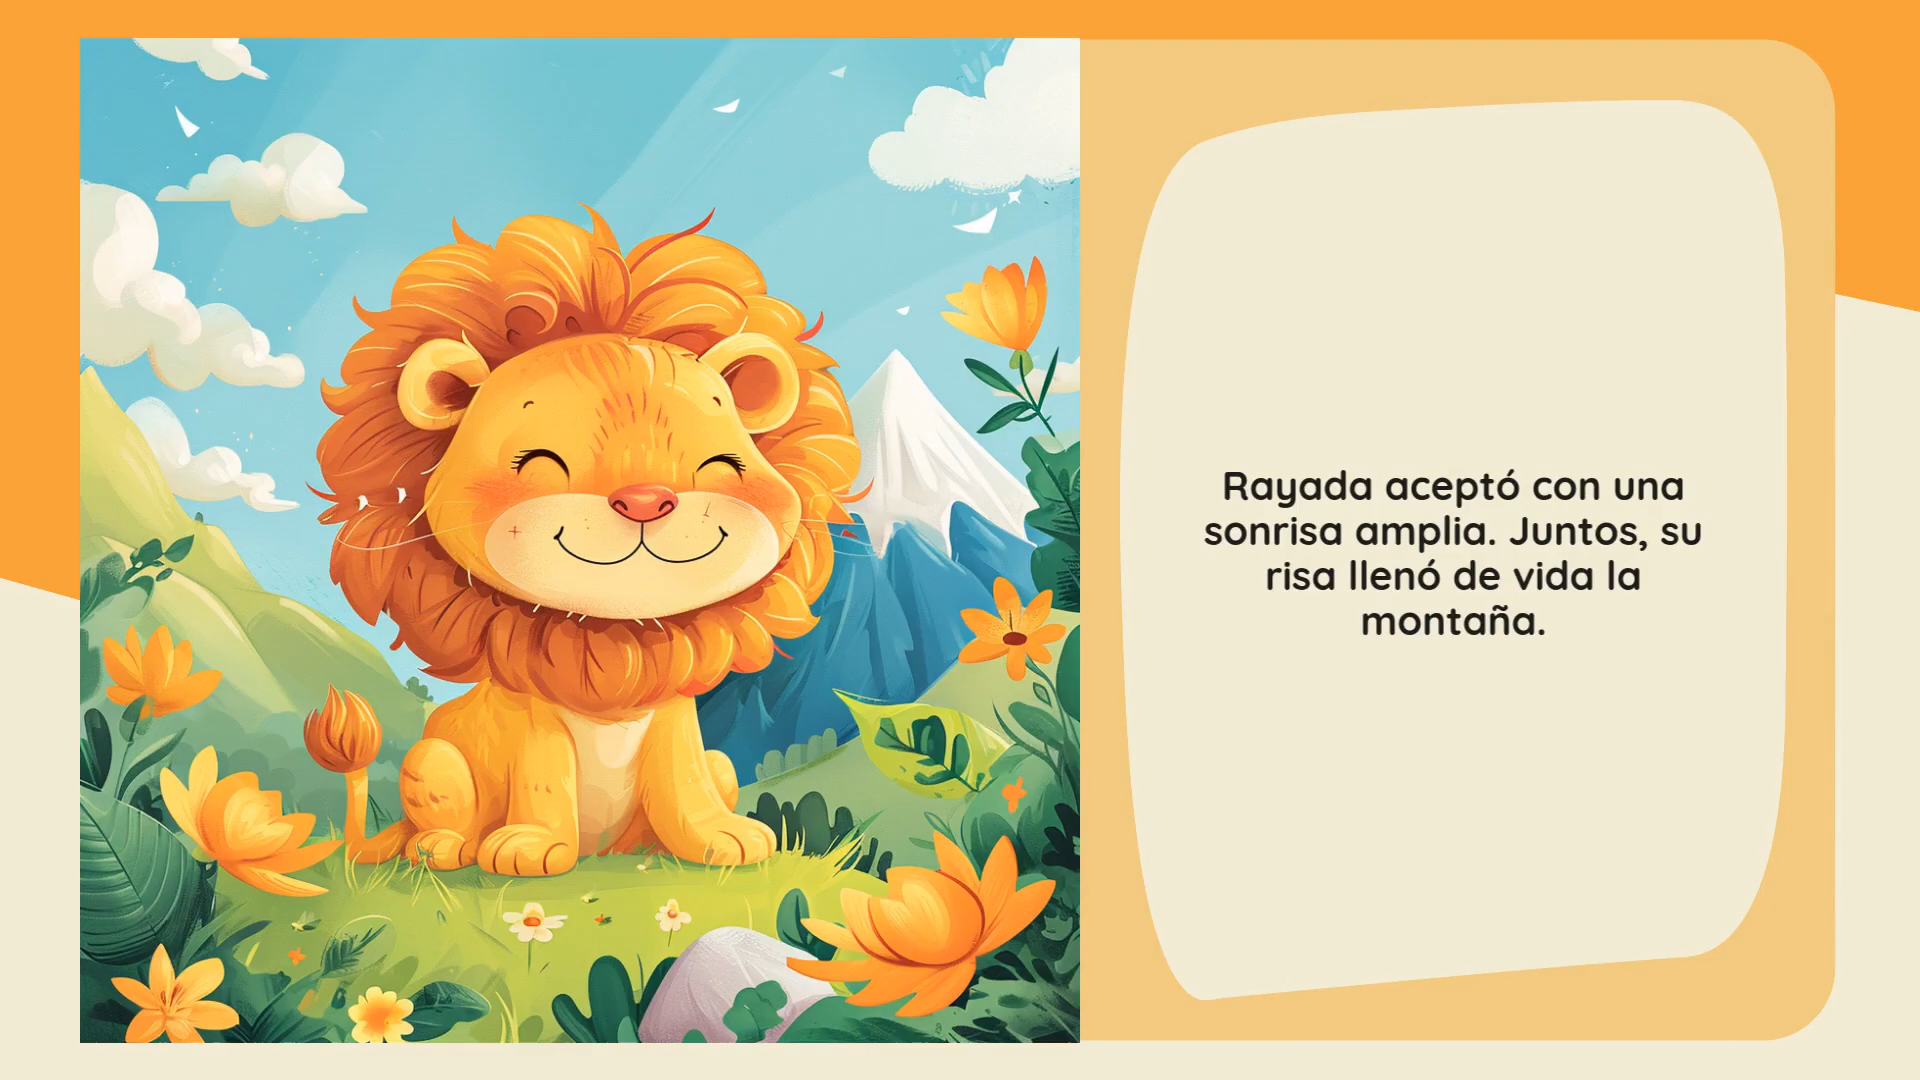 Rayada aceptó con una
sonrisa amplia. Juntos, su
risa llenó de vida la
montaña.